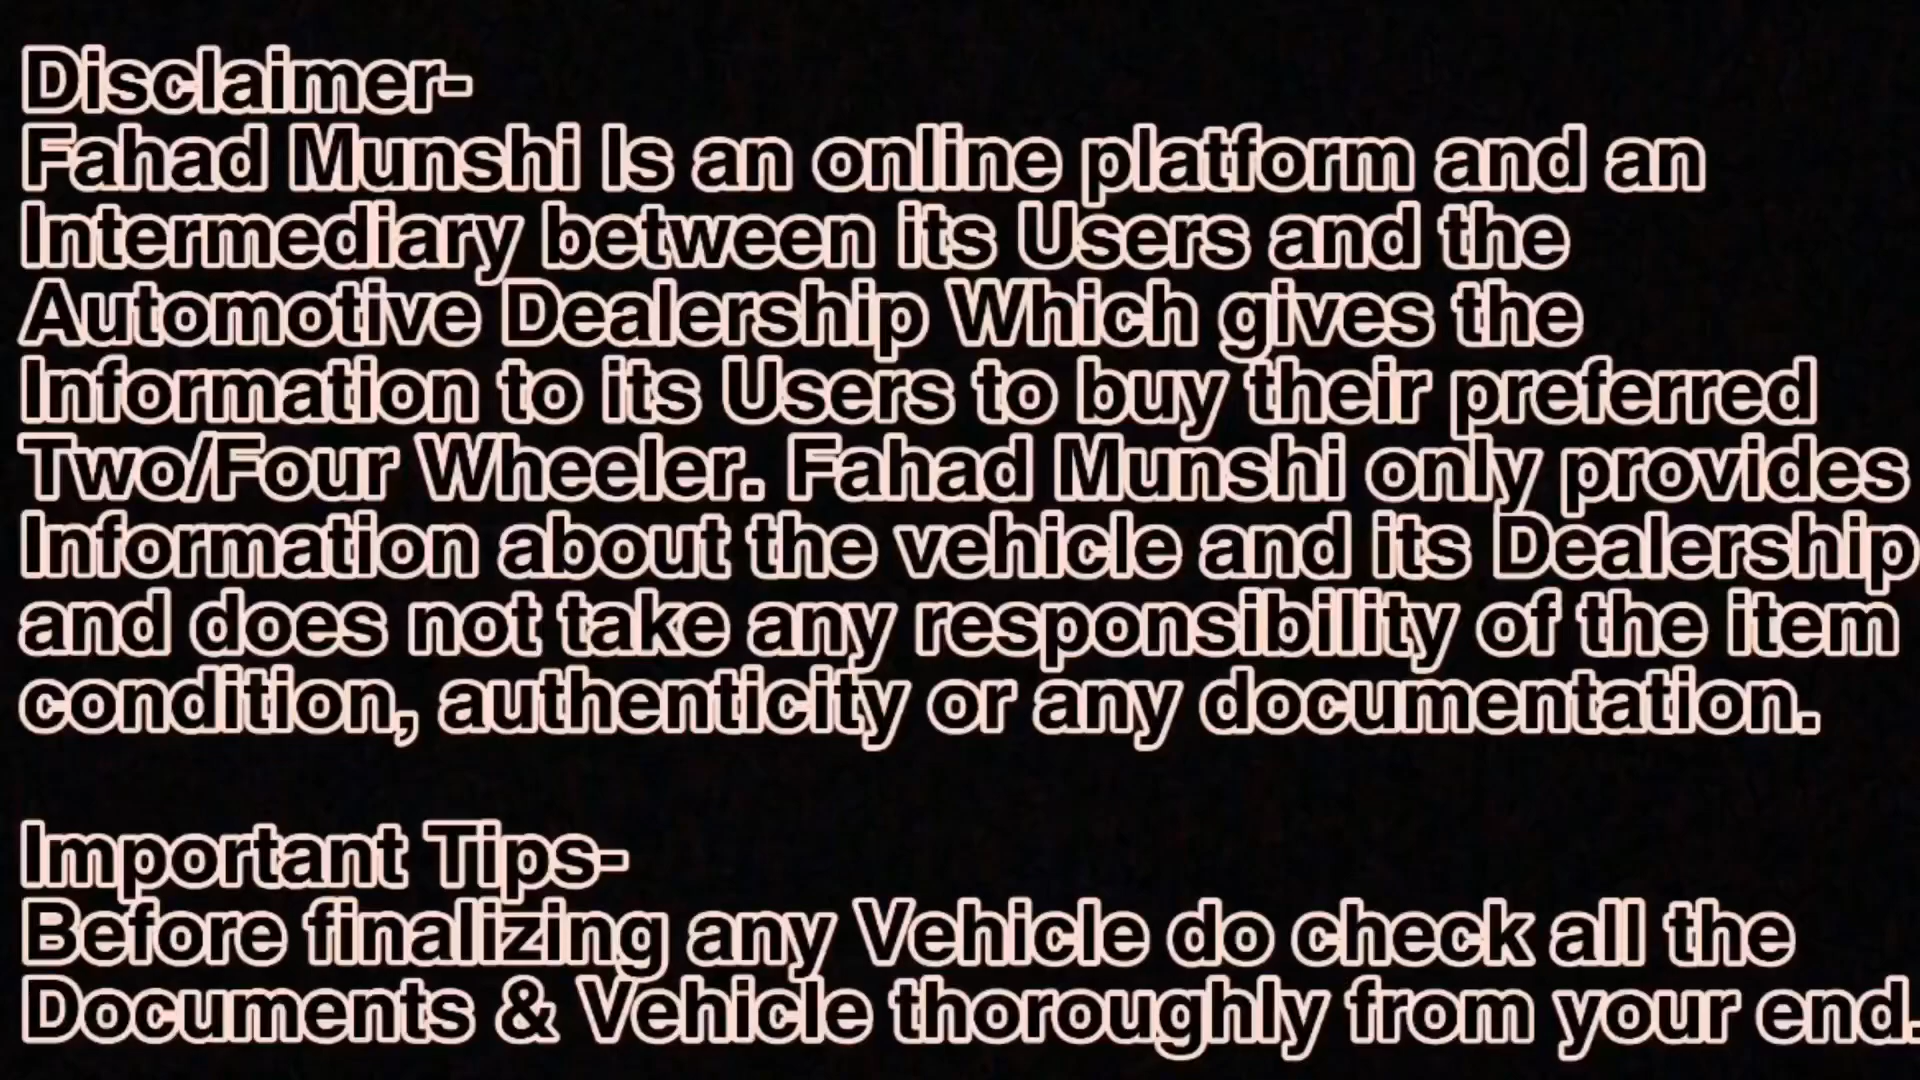 Disclaimer-
Fahad Munshi Is an online platform and an
Intermediary between its Users and the
Automotive Dealership Which gives the
Information to its Users to buy their preferred
Two/Four Wheeler. Fahad Munshi only provides
Information about the vehicle and its Dealership
and does not take any responsibility of the item
condition, authenticity or any documentation.

Important Tips-
Before finalizing any Vehicle do check all the
Documents & Vehicle thoroughly from your end.